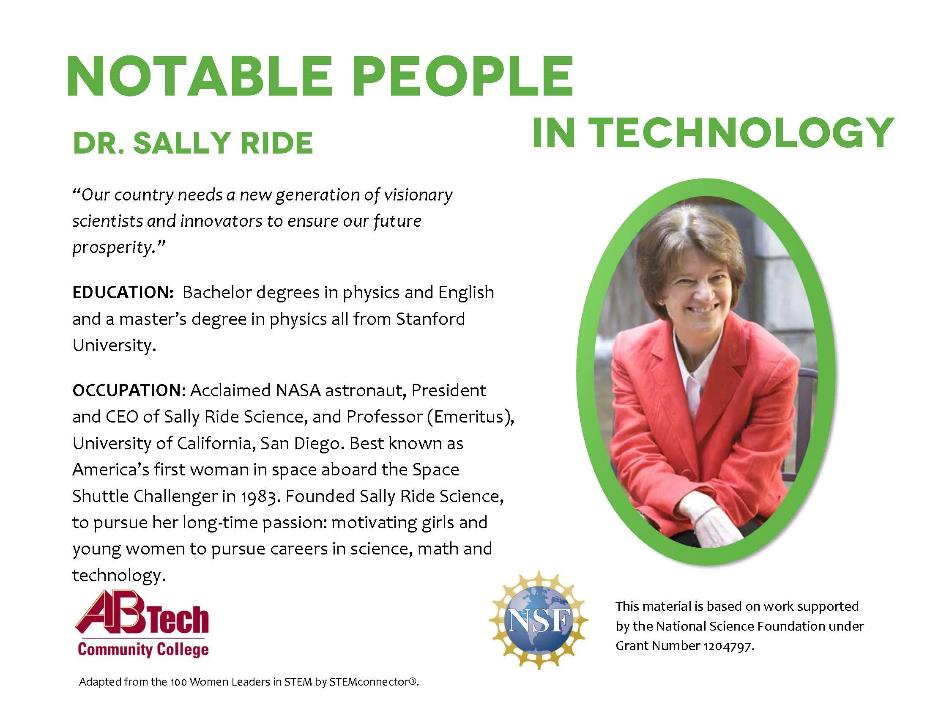 NOTABLE PEOPLE
IN TECHNOLOGY
DR. SALLY RIDE
“Our country needs a new generation of visionary
scientists and innovators to ensure our future
prosperity.”
EDUCATION:  Bachelor degrees in physics and English
and a master’s degree in physics all from Stanford
University.
OCCUPATION: Acclaimed NASA astronaut, President
and CEO of Sally Ride Science, and Professor (Emeritus),
University of California, San Diego. Best known as
America’s first woman in space aboard the Space
Shuttle Challenger in 1983. Founded Sally Ride Science,
to pursue her long-time passion: motivating girls and
young women to pursue careers in science, math and
technology.
AB Tech
Community College
NSF
This material is based on work supported
by the National Science Foundation under
Grant Number 1204797.
Adapted from the 100 Women Leaders in STEM by STEMconnector®.